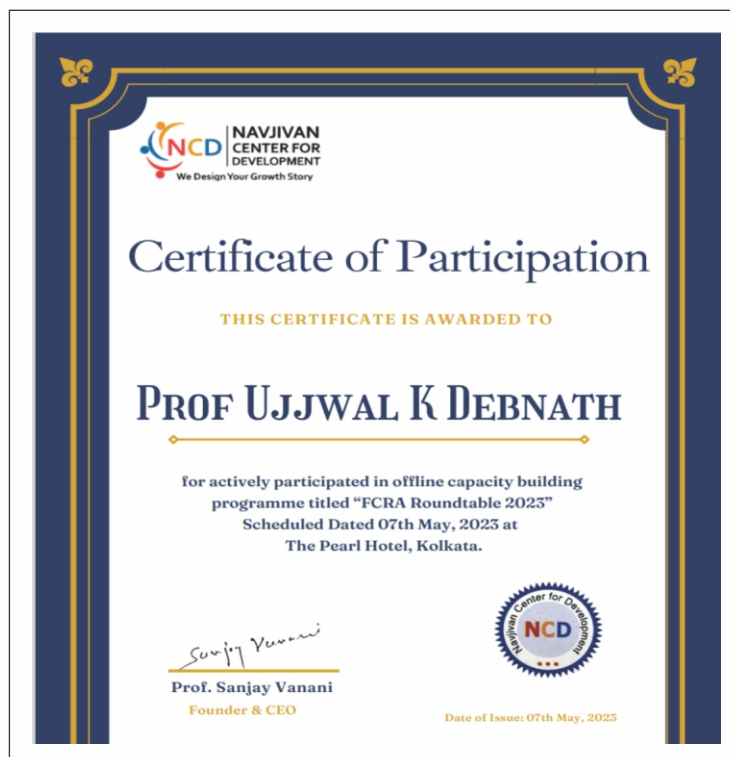 NCD
NAVJIVAN
CENTER FOR
DEVELOPMENT
We Design Your Growth Story
Certificate of Participation
THIS CERTIFICATE IS AWARDED TO
Prof Ujjwal K Debnath
for actively participated in offline capacity building
programme titled “FCRA Roundtable 2023”
Scheduled Dated 07th May, 2023 at
The Pearl Hotel, Kolkata.
Sanjay Vanani
Prof. Sanjay Vanani
Founder & CEO
Navjivan Center for Development
NCD
Date of Issue: 07th May, 2023